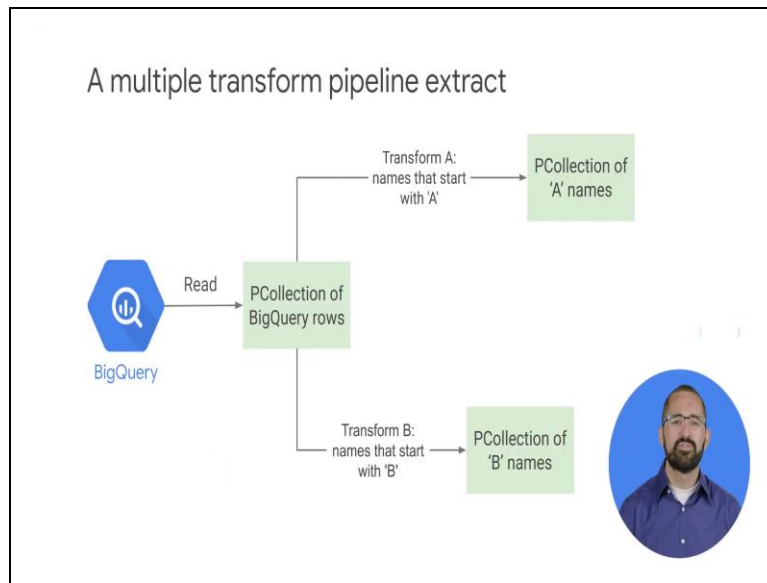 A multiple transform pipeline extract
Transform A:
names that start
with 'A'
PCollection of
'A' names
Read
PCollection of
BigQuery rows
BigQuery
Transform B:
names that start
with 'B'
PCollection of
'B' names